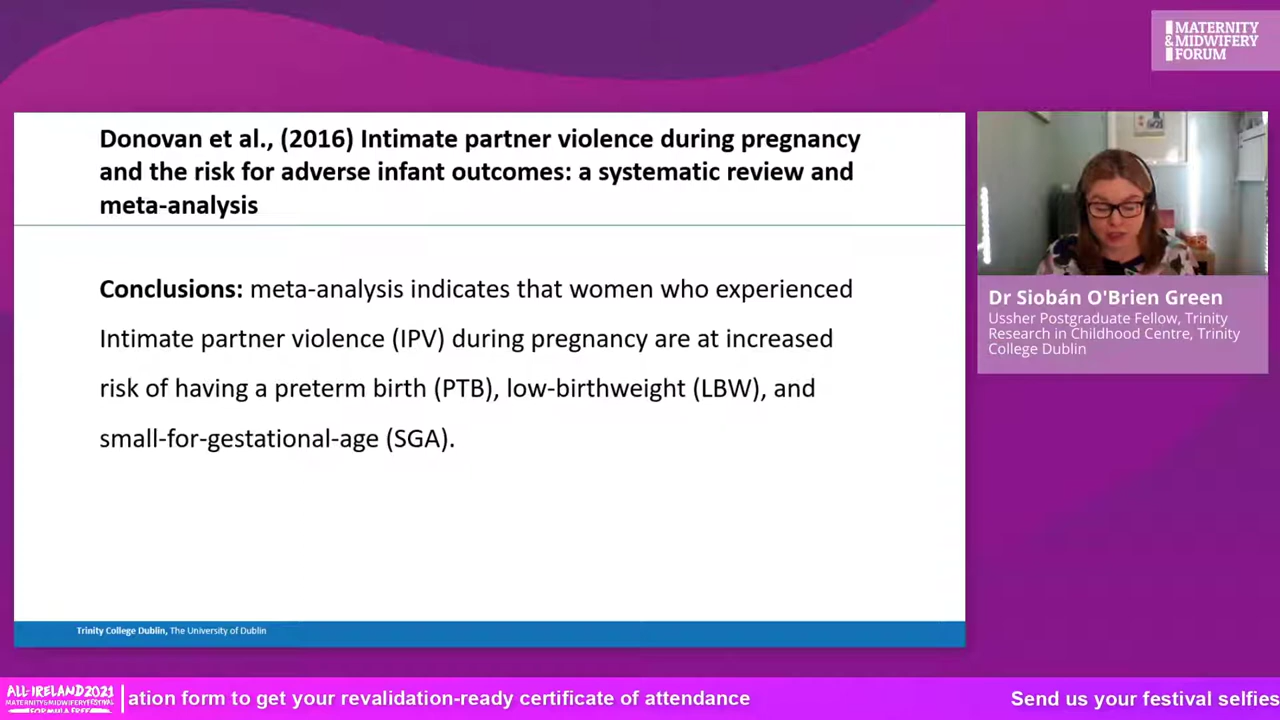 MATERNITY
& MIDWIFERY
FORUM
Donovan et al., (2016) Intimate partner violence during pregnancy
and the risk for adverse infant outcomes: a systematic review and
meta-analysis
Conclusions: meta-analysis indicates that women who experienced
Intimate partner violence (IPV) during pregnancy are at increased
risk of having a preterm birth (PTB), low-birthweight (LBW), and
small-for-gestational-age (SGA).
Trinity College Dublin, The University of Dublin
Dr Siobán O'Brien Green
Ussher Postgraduate Fellow, Trinity
Research in Childhood Centre, Trinity
College Dublin
ALL-IRELAND2021
MATERNITY&MIDWIFERYFESTIVAL
FORMULA FREE
ation form to get your revalidation-ready certificate of attendance
Send us your festival selfies